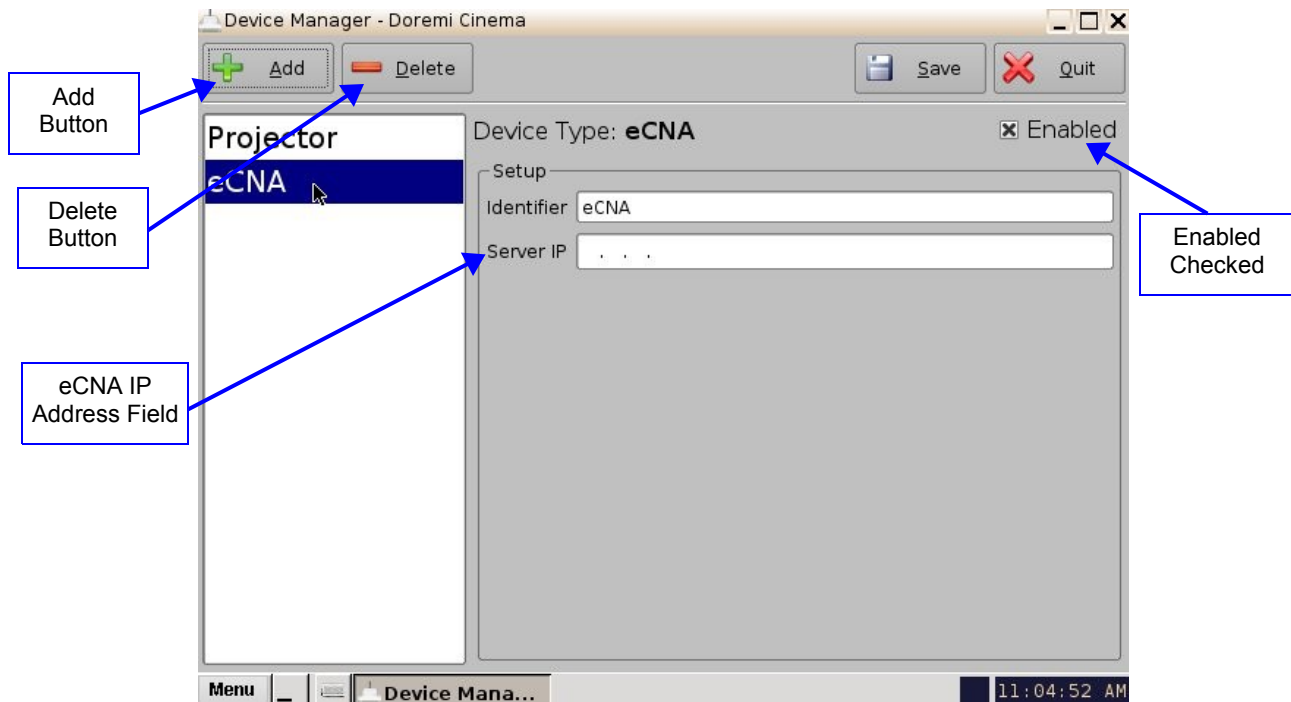 Device Manager - Doremi Cinema
Add
Delete
Save
Quit
Add
Button
Projector
eCNA
Device Type: eCNA
Enabled
Setup
Identifier eCNA
Server IP . . .
Delete
Button
Enabled
Checked
eCNA IP
Address Field
Menu
Device Mana...
11:04:52 AM